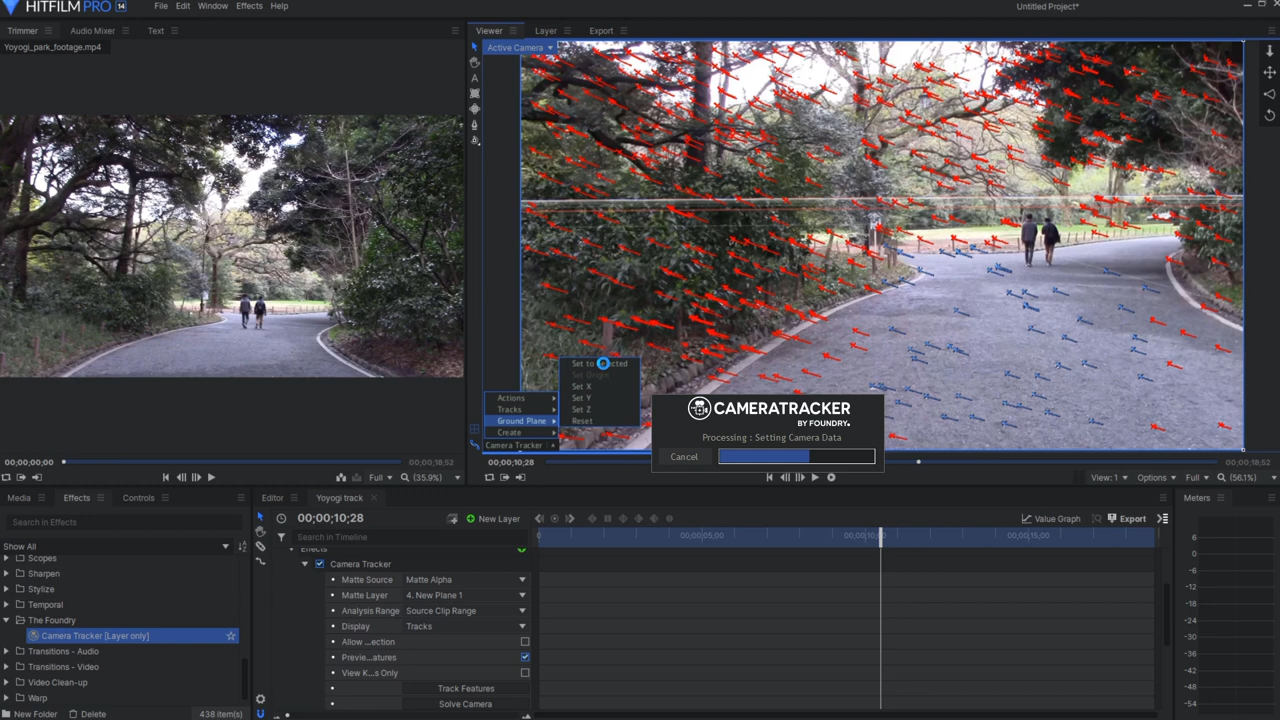 HITFILM PRO 14
File Edit Window Effects Help
Untitled Project*
Trimmer Audio Mixer Text
Yoyogi_park_footage.mp4
Viewer Layer Export
Active Camera
Set to
Set X
Set Y
Set Z
Reset
Actions
Tracks
Ground Plane
Create
Camera Tracker
CAMERATRACKER
BY FOUNDRY.
Processing : Setting Camera Data
Cancel
00;00;00;00
00;00;18;52
Full (35.9%)
00;00;10;28
00;00;18;52
View: 1 Options Full (56.1%)
Media Effects Controls
Search in Effects
Show All
Scopes
Sharpen
Stylize
Temporal
The Foundry
Camera Tracker [Layer only]
Transitions - Audio
Transitions - Video
Video Clean-up
Warp
New Folder Delete 438 item(s)
Editor Yoyogi track
00;00;10;28
New Layer
Value Graph Export
Search in Timeline
0 00;00;05;00 00;00;15;00
Effects
Camera Tracker
Matte Source Matte Alpha
Matte Layer 4. New Plane 1
Analysis Range Source Clip Range
Display Tracks
Allow ...ection
Previe...atures
View K...s Only
Track Features
Solve Camera
Meters
6
0
-6
-12
-18
-24
-30
-36
-42
-48
-54